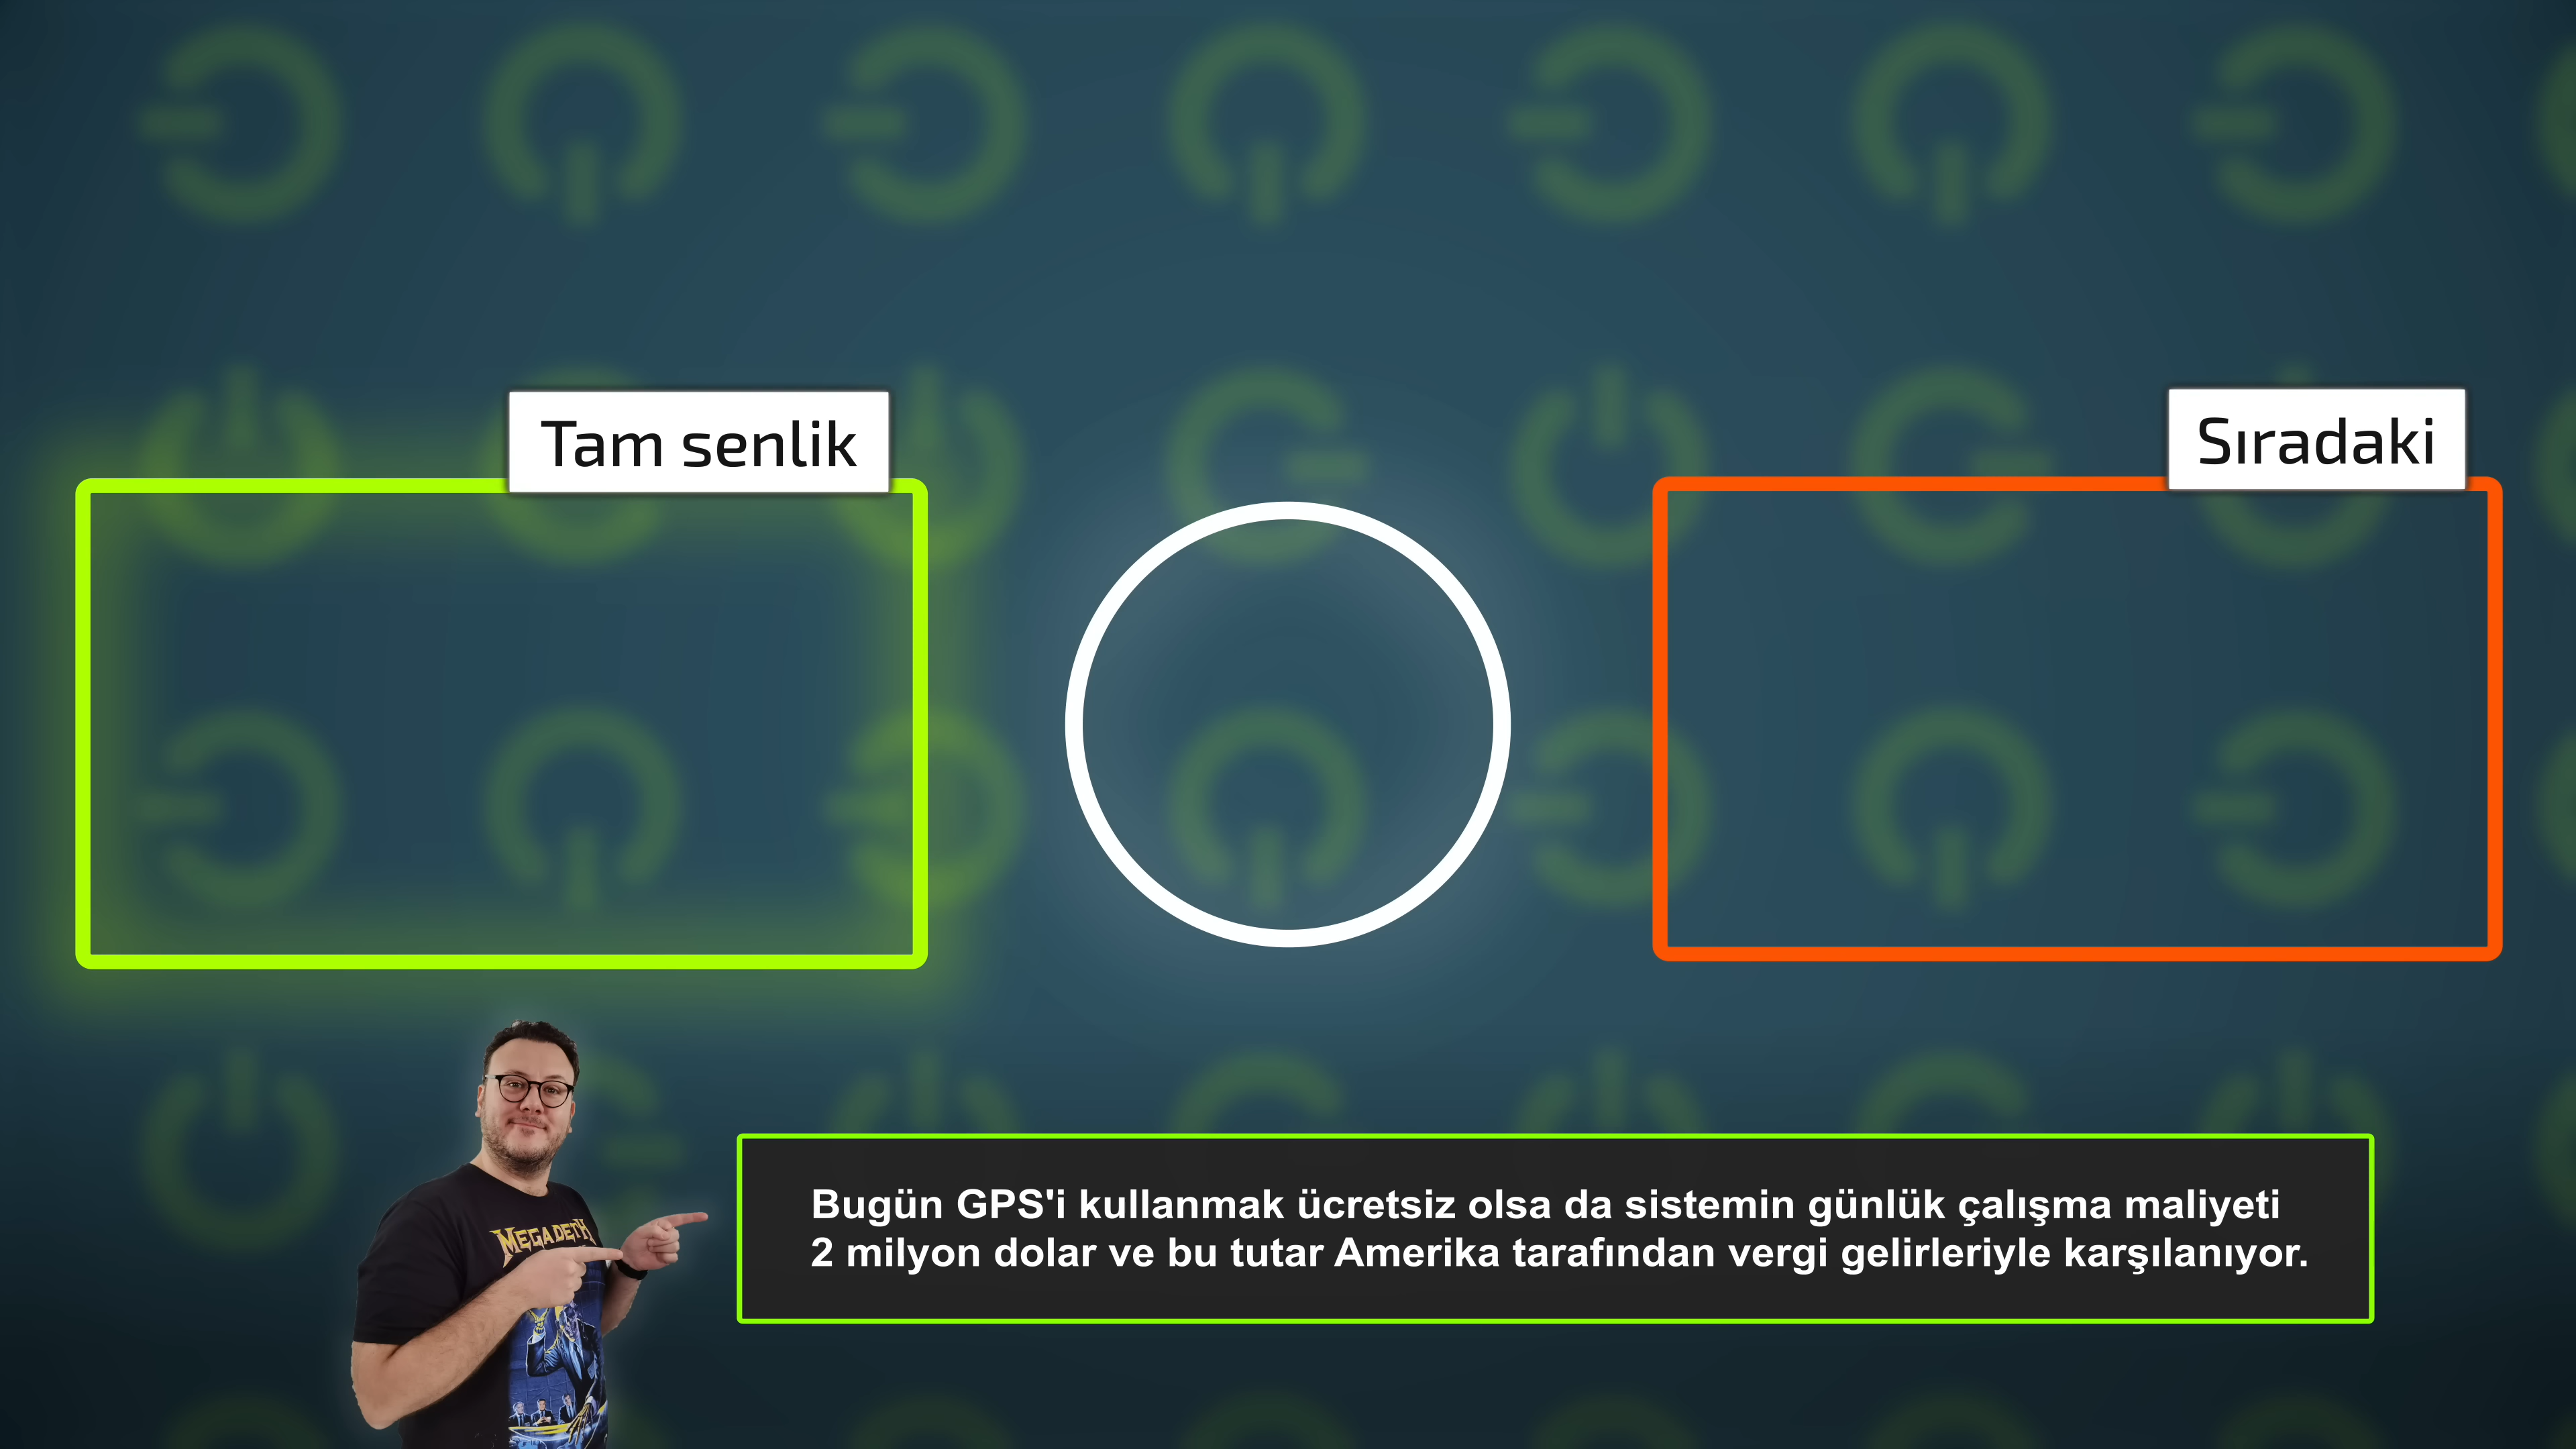 Tam senlik
Sıradaki
MEGADETH
Bugün GPS'i kullanmak ücretsiz olsa da sistemin günlük çalışma maliyeti
2 milyon dolar ve bu tutar Amerika tarafından vergi gelirleriyle karşılanıyor.